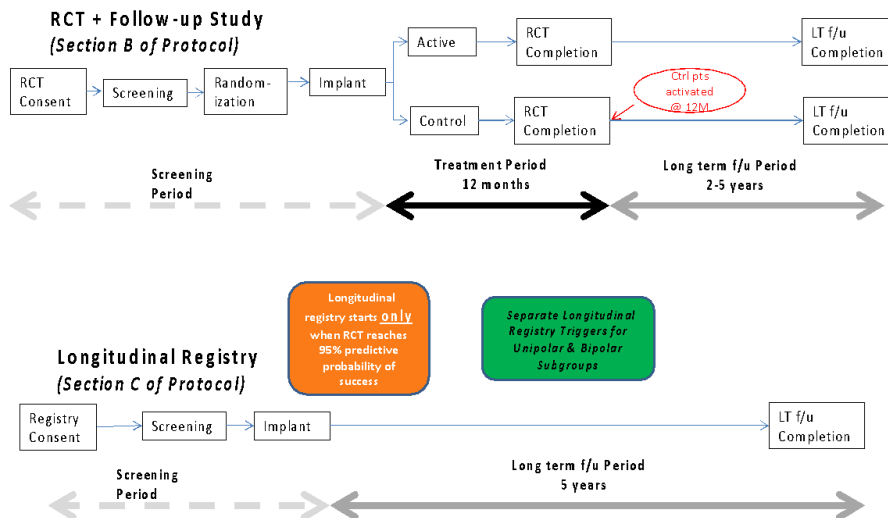 RCT + Follow-up Study
(Section B of Protocol)
RCT
Consent
Screening
Random-
ization
Implant
Active
RCT
Completion
LT f/u
Completion
Ctrl pts
activated
@ 12M
Control
RCT
Completion
LT f/u
Completion
Screening
Period
Treatment Period
12 months
Long term f/u Period
2-5 years
Longitudinal
registry starts only
when RCT reaches
95% predictive
probability of
success
Separate Longitudinal
Registry Triggers for
Unipolar & Bipolar
Subgroups
Longitudinal Registry
(Section C of Protocol)
Registry
Consent
Screening
Implant
LT f/u
Completion
Screening
Period
Long term f/u Period
5 years